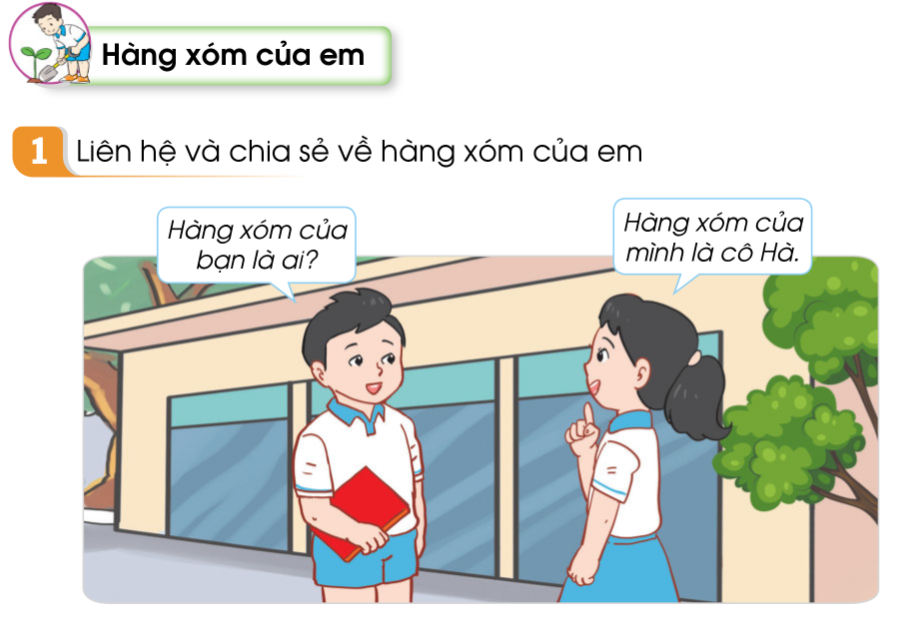 Hàng xóm của em
1 Liên hệ và chia sẻ về hàng xóm của em
Hàng xóm của
bạn là ai?
Hàng xóm của
mình là cô Hà.